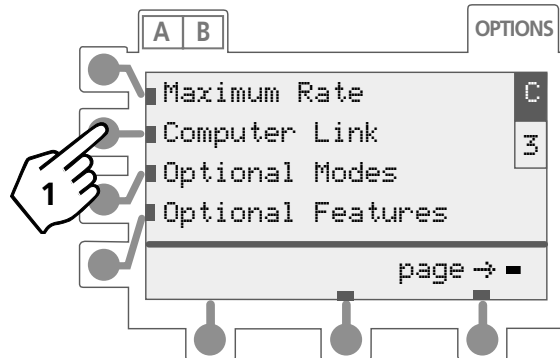 A B
OPTIONS
Maximum Rate
C
Computer Link
3
Optional Modes
1
Optional Features
page →